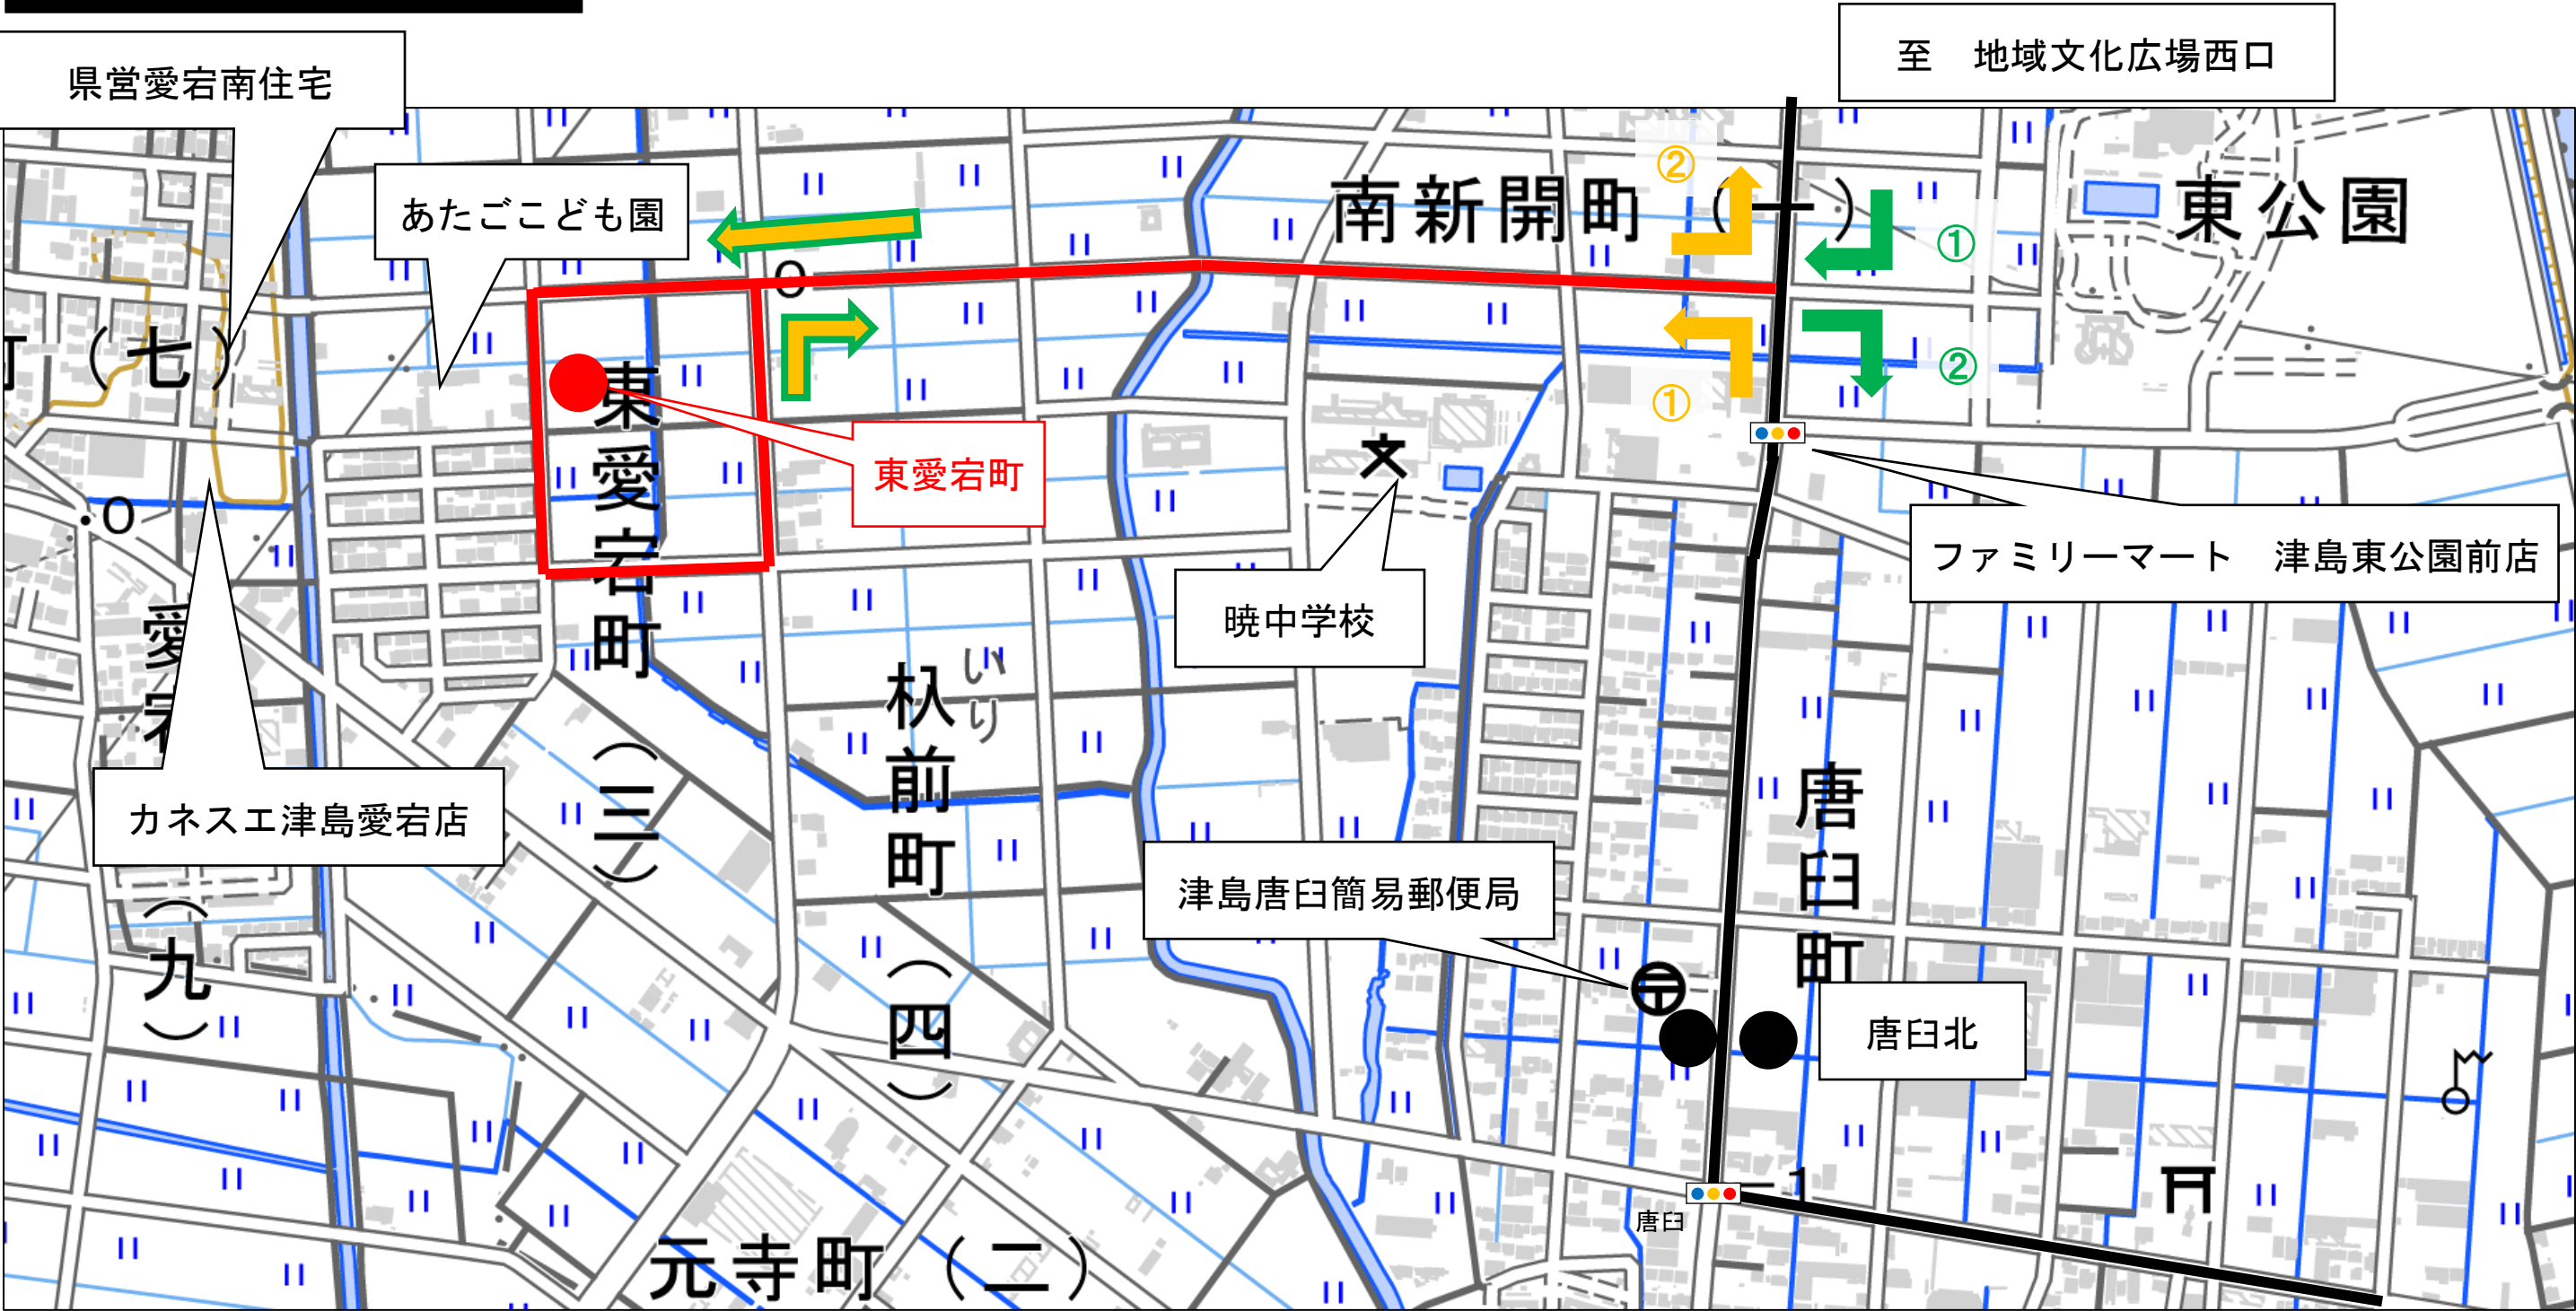 至　地域文化広場西口
県営愛宕南住宅
あたごこども園
②
南新開町（一）
東公園
①
（七）
①
②
東愛宕町
東愛宕町（三）
ファミリーマート　津島東公園前店
暁中学校
杁前町（四）
いり
カネスエ津島愛岩店
愛宕（九）
津島唐臼簡易郵便局
唐臼町
唐臼北
1
唐臼
元寺町（二）